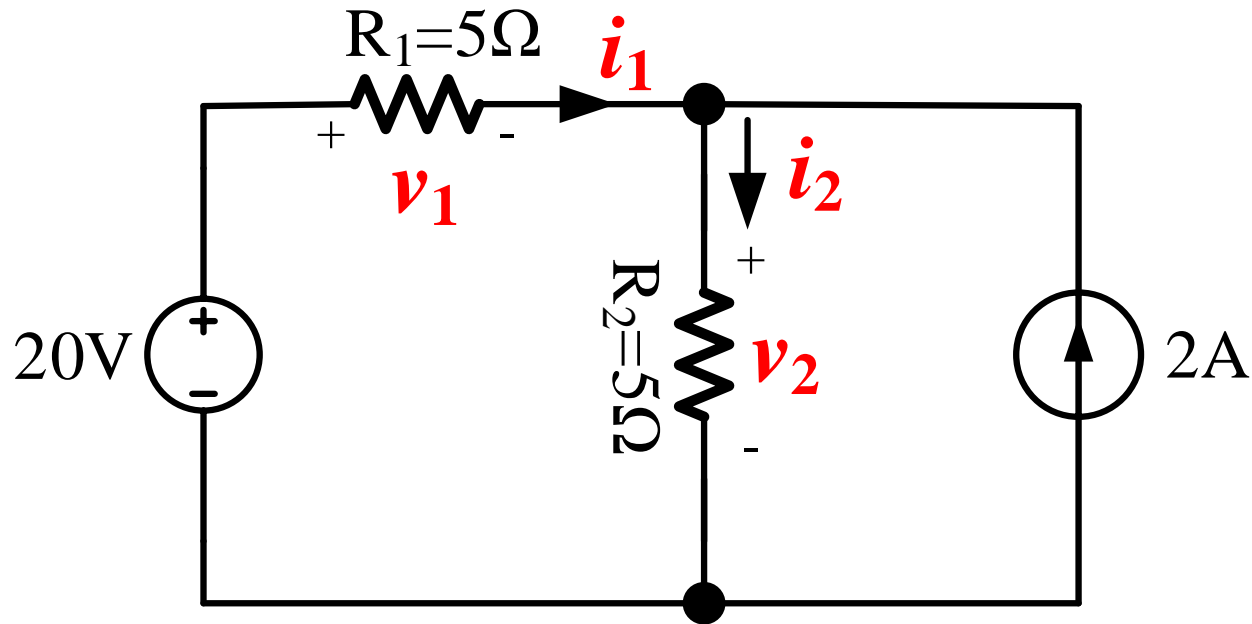 R₁=5Ω
i₁
+ -
v₁
i₂
+
20V
+
−
R₂=5Ω
v₂
2A
-